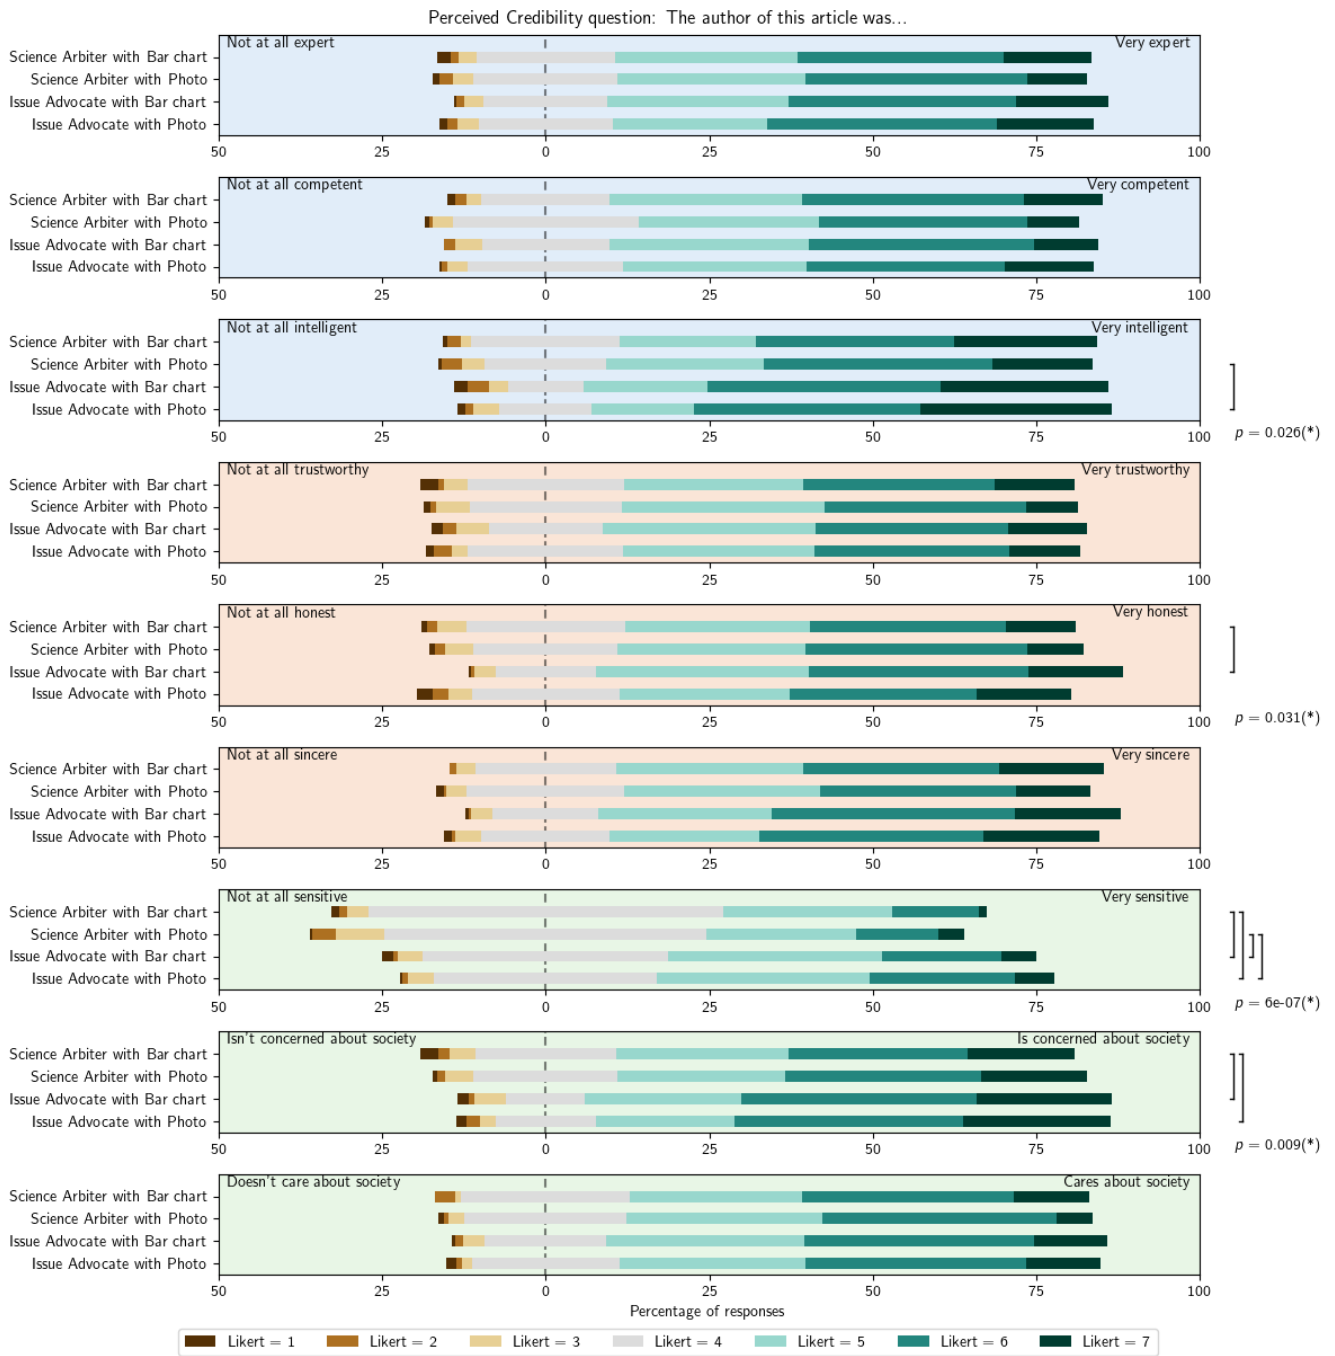 Perceived Credibility question: The author of this article was...
Not at all expert Very expert
Science Arbiter with Bar chart
Science Arbiter with Photo
Issue Advocate with Bar chart
Issue Advocate with Photo
50 25 0 25 50 75 100
Not at all competent Very competent
Science Arbiter with Bar chart
Science Arbiter with Photo
Issue Advocate with Bar chart
Issue Advocate with Photo
50 25 0 25 50 75 100
Not at all intelligent Very intelligent
Science Arbiter with Bar chart
Science Arbiter with Photo
Issue Advocate with Bar chart
Issue Advocate with Photo
50 25 0 25 50 75 100
p = 0.026(*)
Not at all trustworthy Very trustworthy
Science Arbiter with Bar chart
Science Arbiter with Photo
Issue Advocate with Bar chart
Issue Advocate with Photo
50 25 0 25 50 75 100
Not at all honest Very honest
Science Arbiter with Bar chart
Science Arbiter with Photo
Issue Advocate with Bar chart
Issue Advocate with Photo
50 25 0 25 50 75 100
p = 0.031(*)
Not at all sincere Very sincere
Science Arbiter with Bar chart
Science Arbiter with Photo
Issue Advocate with Bar chart
Issue Advocate with Photo
50 25 0 25 50 75 100
Not at all sensitive Very sensitive
Science Arbiter with Bar chart
Science Arbiter with Photo
Issue Advocate with Bar chart
Issue Advocate with Photo
50 25 0 25 50 75 100
p = 6e-07(*)
Isn't concerned about society Is concerned about society
Science Arbiter with Bar chart
Science Arbiter with Photo
Issue Advocate with Bar chart
Issue Advocate with Photo
50 25 0 25 50 75 100
p = 0.009(*)
Doesn't care about society Cares about society
Science Arbiter with Bar chart
Science Arbiter with Photo
Issue Advocate with Bar chart
Issue Advocate with Photo
50 25 0 25 50 75 100
Percentage of responses
Likert = 1 Likert = 2 Likert = 3 Likert = 4 Likert = 5 Likert = 6 Likert = 7